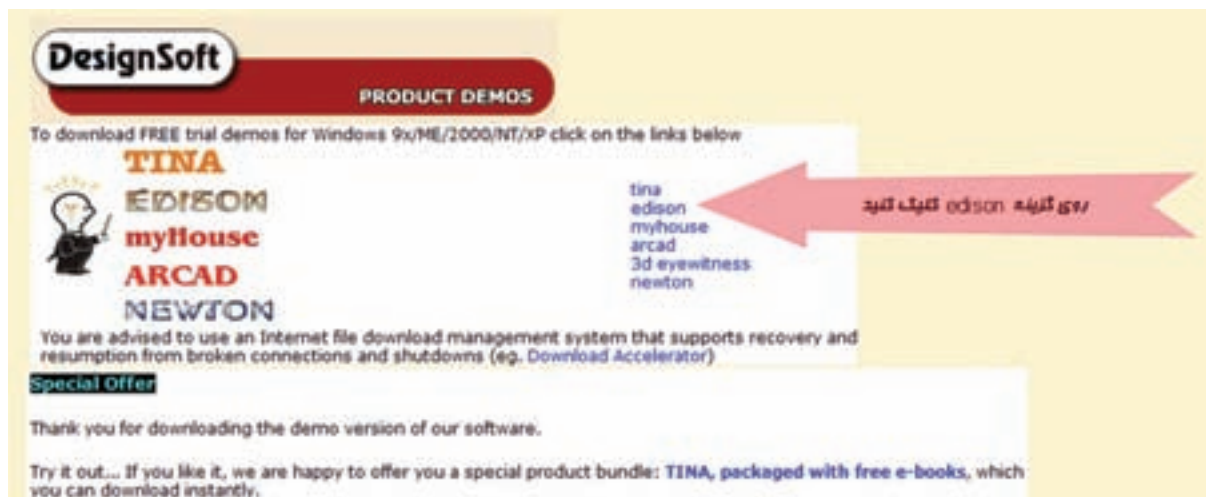 DesignSoft
PRODUCT DEMOS
To download FREE trial demos for Windows 9x/ME/2000/NT/XP click on the links below
TINA
EDISON
myHouse
ARCAD
NEWTON
tina
edison
myhouse
arcad
3d eyewitness
newton
روی گزینه edison کلیک کنید
You are advised to use an Internet file download management system that supports recovery and
resumption from broken connections and shutdowns (eg. Download Accelerator)
Special Offer
Thank you for downloading the demo version of our software.
Try it out... If you like it, we are happy to offer you a special product bundle: TINA, packaged with free e-books, which
you can download instantly.